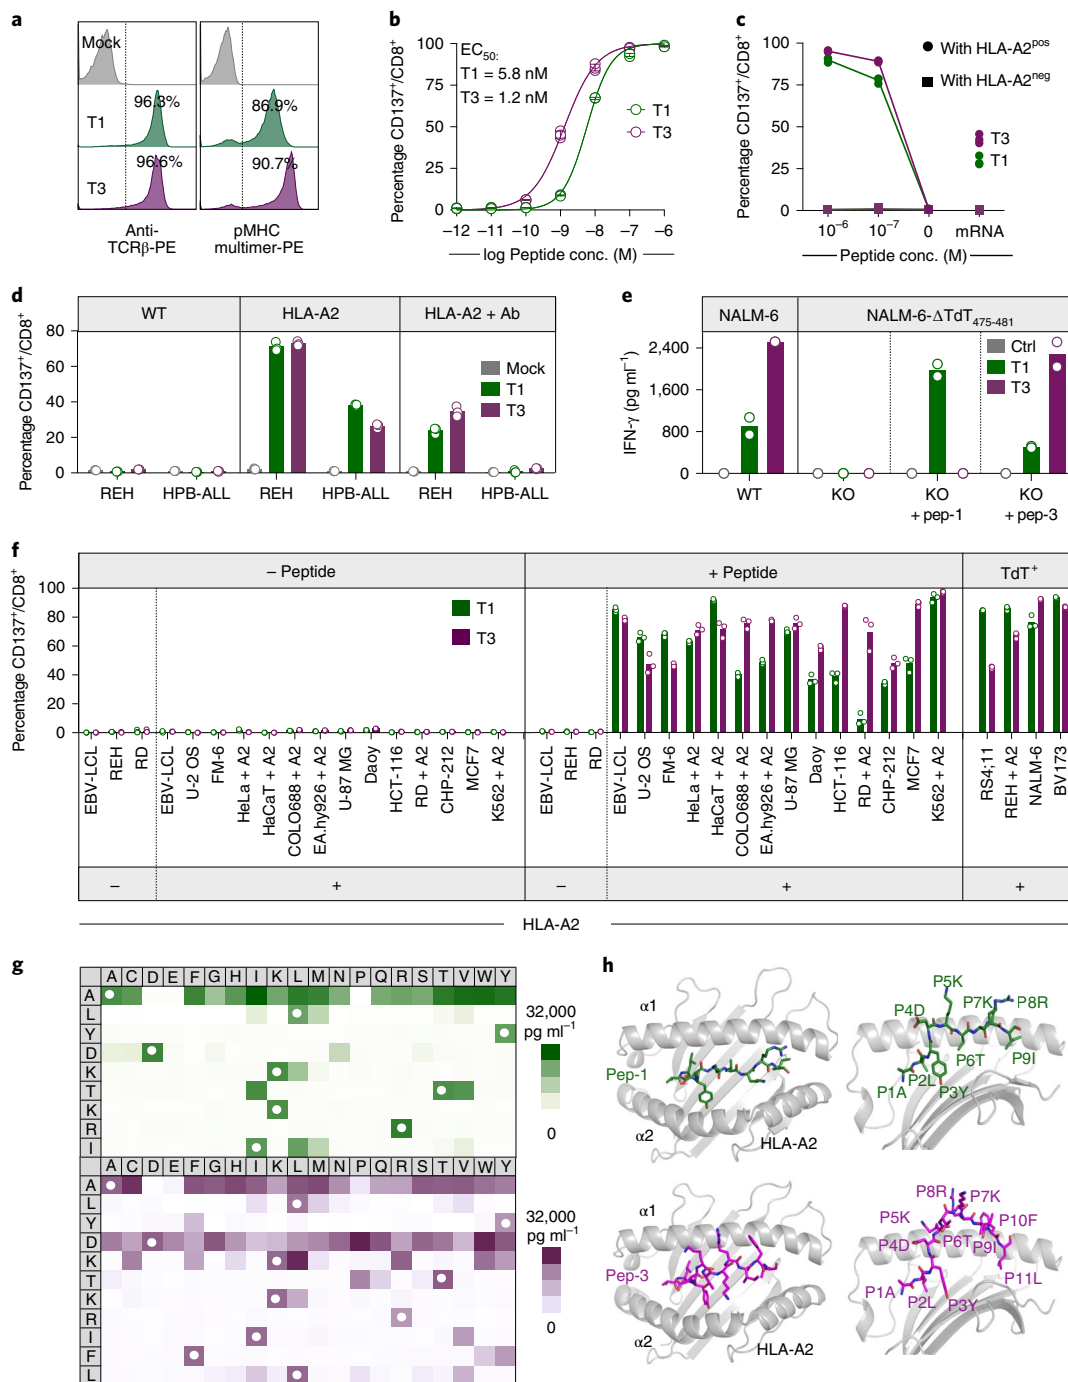 a
Mock
T1
96.3%
86.9%
T3
96.6%
90.7%
Anti-
TCRβ-PE
pMHC
multimer-PE
b
Percentage CD137⁺/CD8⁺
100
75
50
25
0
EC₅₀:
T1 = 5.8 nM
T3 = 1.2 nM
T1
T3
−12 −11 −10 −9 −8 −7 −6
log Peptide conc. (M)
c
Percentage CD137⁺/CD8⁺
100
75
50
25
0
With HLA-A2ᵖᵒˢ
With HLA-A2ⁿᵉᵍ
T3
T1
10⁻⁶ 10⁻⁷ 0 mRNA
Peptide conc. (M)
d
Percentage CD137⁺/CD8⁺
80
60
40
20
0
WT HLA-A2 HLA-A2 + Ab
Mock
T1
T3
REH HPB-ALL REH HPB-ALL REH HPB-ALL
e
IFN-γ (pg ml⁻¹)
2,400
1,600
800
0
NALM-6 NALM-6-ΔTdT₄₇₅₋₄₈₁
Ctrl
T1
T3
WT KO KO + pep-1 KO + pep-3
f
Percentage CD137⁺/CD8⁺
100
80
60
40
20
0
– Peptide + Peptide TdT⁺
T1
T3
EBV-LCL REH RD EBV-LCL U-2 OS FM-6 HeLa + A2 HaCaT + A2 COLO688 + A2 EA.hy926 + A2 U-87 MG Daoy HCT-116 RD + A2 CHP-212 MCF7 K562 + A2 EBV-LCL REH RD EBV-LCL U-2 OS FM-6 HeLa + A2 HaCaT + A2 COLO688 + A2 EA.hy926 + A2 U-87 MG Daoy HCT-116 RD + A2 CHP-212 MCF7 K562 + A2 RS4;11 REH + A2 NALM-6 BV173
– + – + +
HLA-A2
g
A C D E F G H I K L M N P Q R S T V W Y
A
L
Y
D
K
T
K
R
I
32,000
pg ml⁻¹
0
A C D E F G H I K L M N P Q R S T V W Y
A
L
Y
D
K
T
K
R
I
F
L
32,000
pg ml⁻¹
0
h
α1
Pep-1
α2
HLA-A2
P5K
P4D
P7K
P8R
P6T
P9I
P1A
P2L
P3Y
α1
Pep-3
α2
HLA-A2
P8R
P7K
P5K
P10F
P4D
P6T
P9I
P11L
P1A
P2L
P3Y